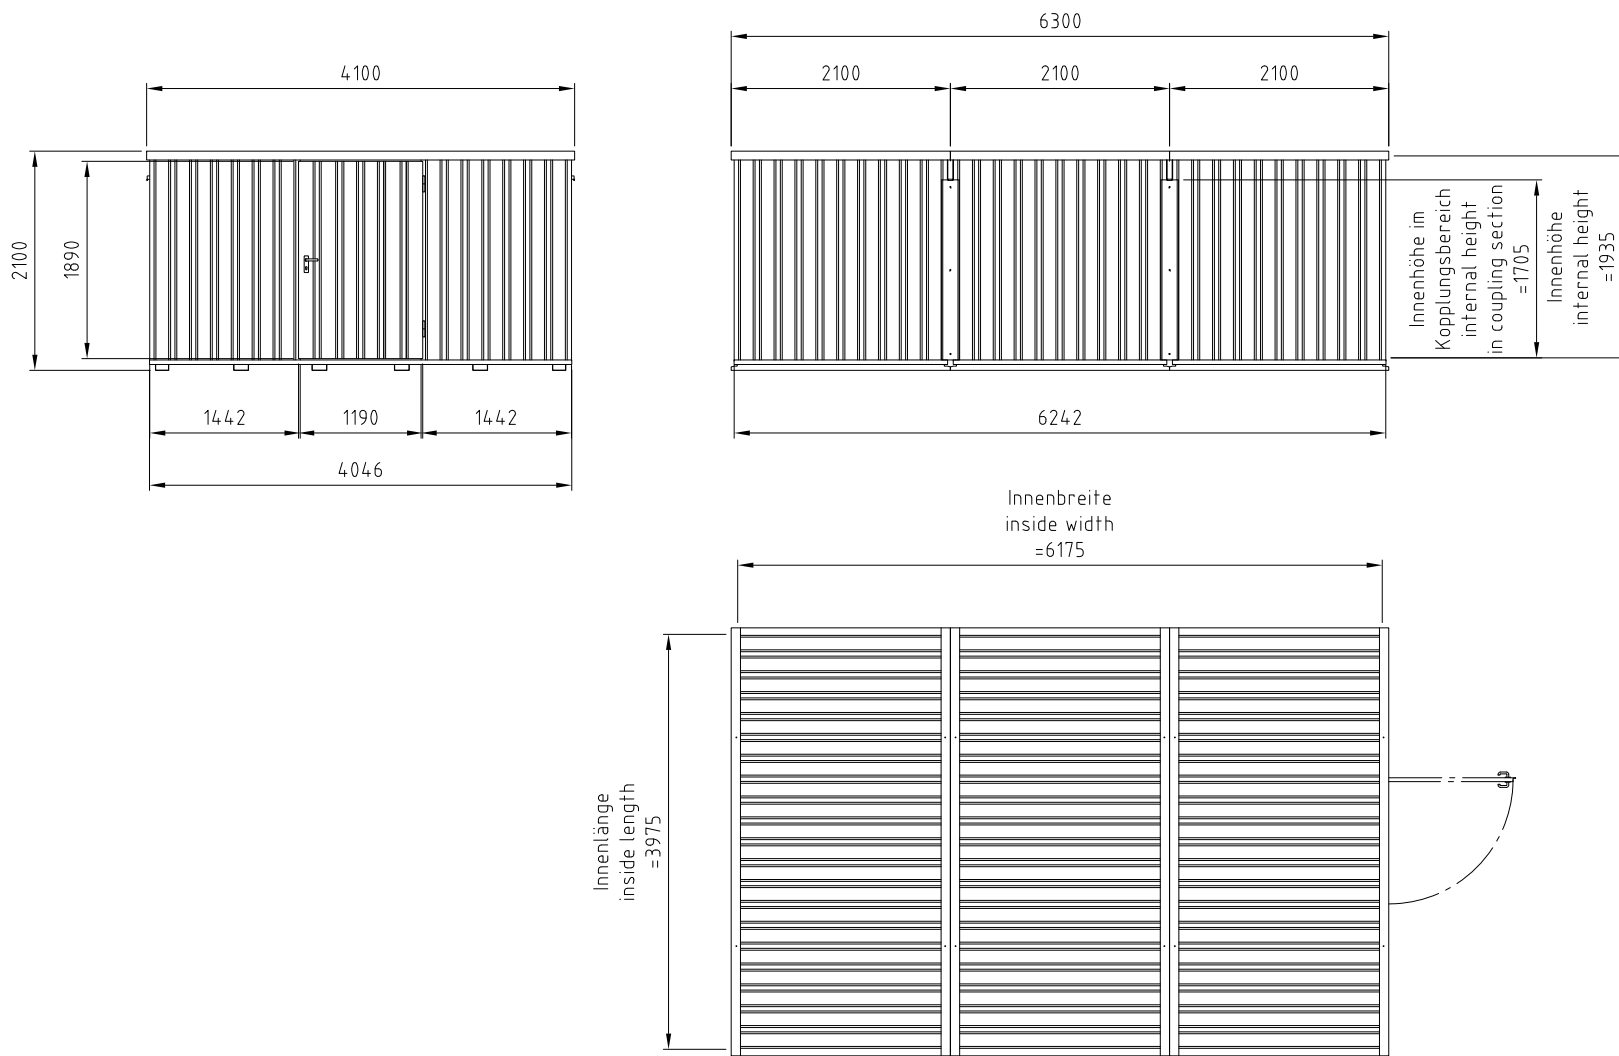 4100
2100
1890
1442
1190
1442
4046
6300
2100
2100
2100
Innenhöhe im
Kopplungsbereich
internal height
in coupling section
=1705
Innenhöhe
internal height
=1935
6242
Innenbreite
inside width
=6175
Innenlänge
inside length
=3975